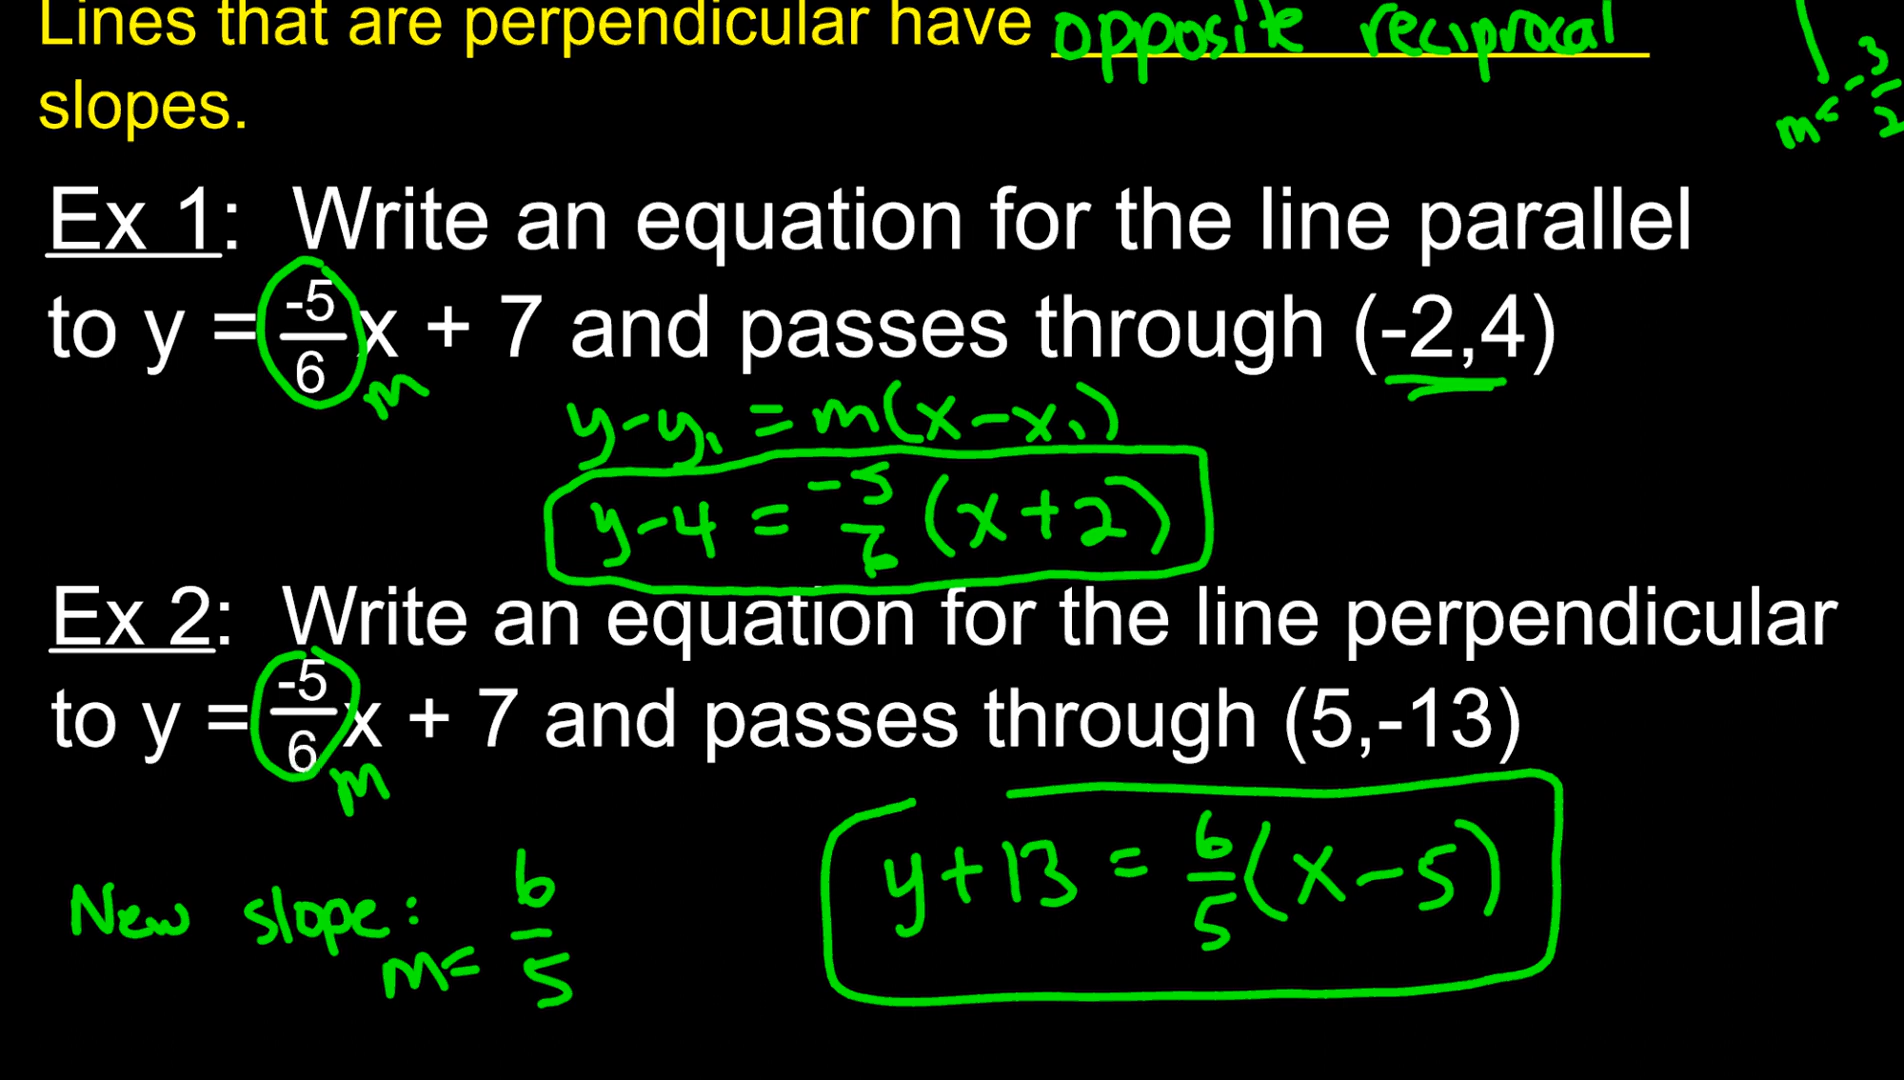 Lines that are perpendicular have opposite reciprocal
slopes.
m = -3/2
Ex 1: Write an equation for the line parallel
to y = -5/6 x + 7 and passes through (-2,4)
m
y-y₁ = m(x-x₁)
y-4 = -5/6 (x+2)
Ex 2: Write an equation for the line perpendicular
to y = -5/6 x + 7 and passes through (5,-13)
m
New slope:
m = 6/5
y+13 = 6/5 (x-5)